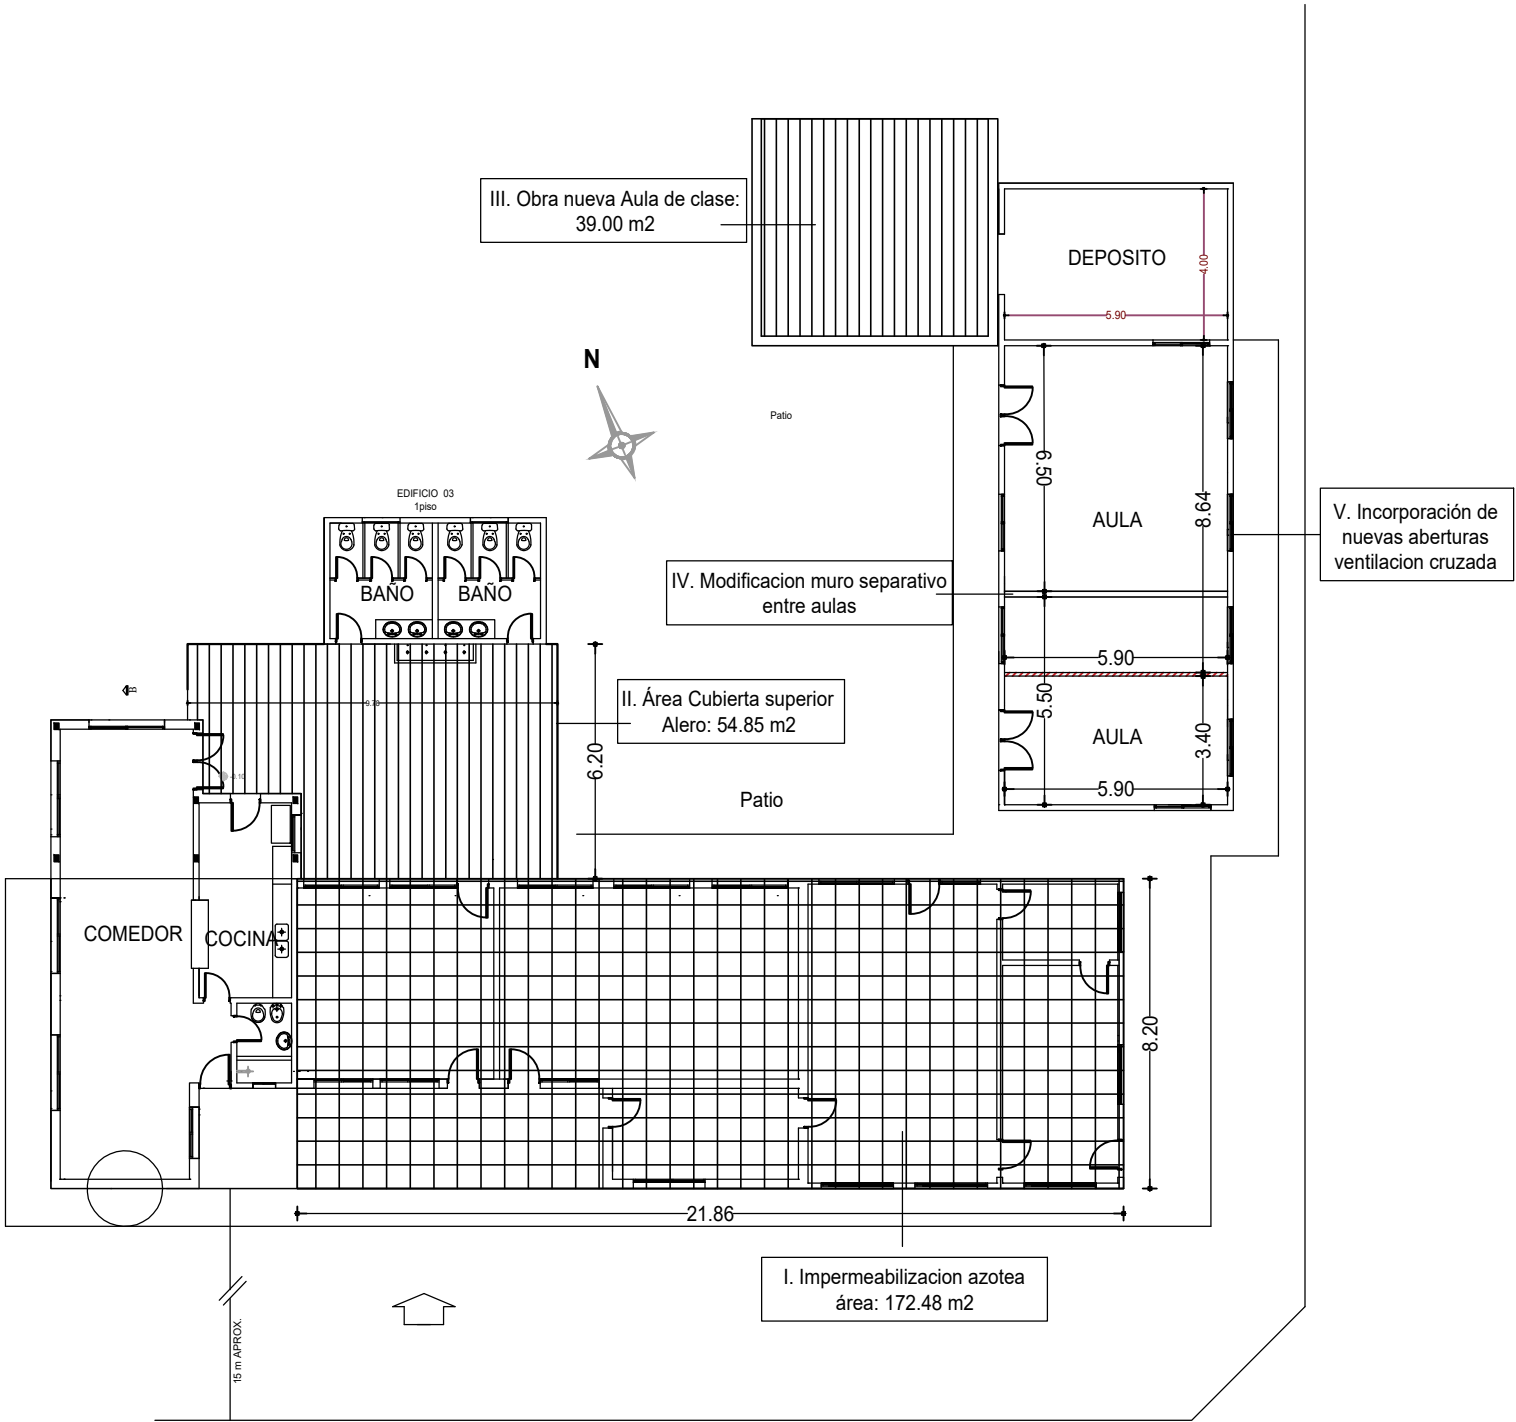 III. Obra nueva Aula de clase:
39.00 m2
DEPOSITO
4.00
5.90
N
Patio
6.50
8.64
AULA
EDIFICIO 03
1piso
BAÑO
BAÑO
IV. Modificacion muro separativo
entre aulas
V. Incorporación de
nuevas aberturas
ventilacion cruzada
5.90
5.50
AULA
3.40
5.90
II. Área Cubierta superior
Alero: 54.85 m2
6.20
B
Patio
COMEDOR
COCINA
8.20
21.86
I. Impermeabilizacion azotea
área: 172.48 m2
15 m APROX.